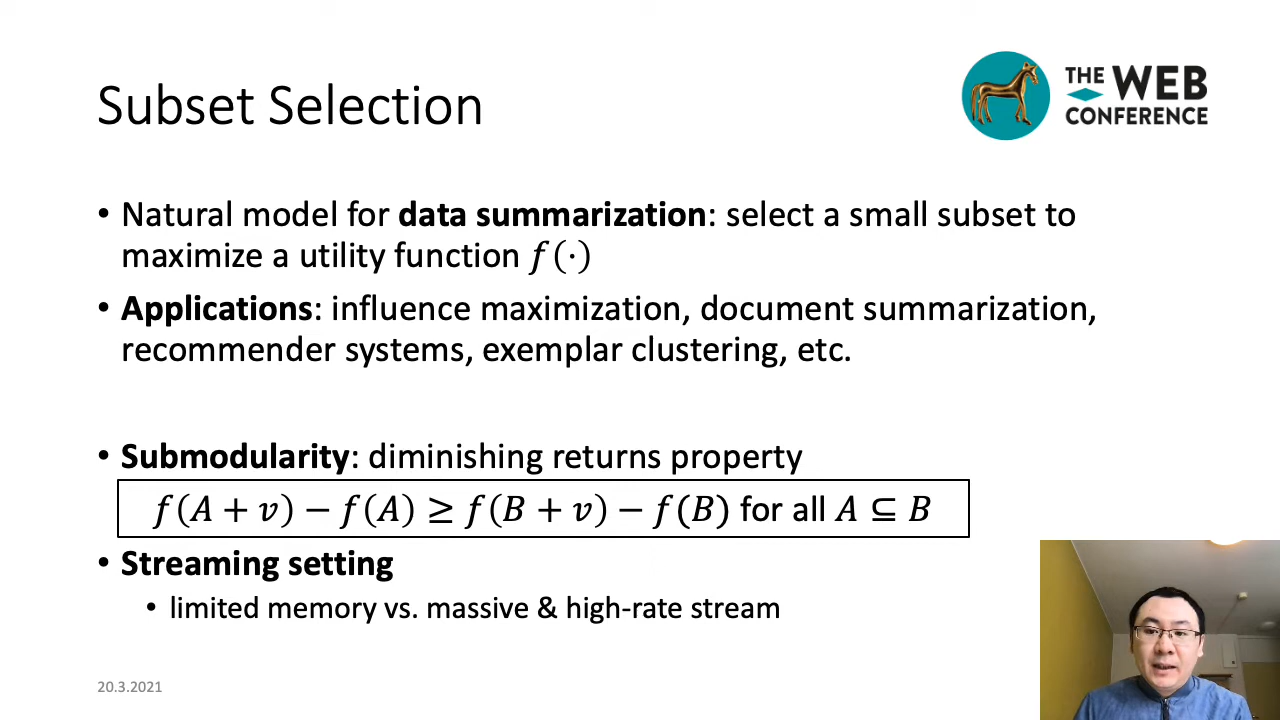 Subset Selection
THE WEB
CONFERENCE
• Natural model for data summarization: select a small subset to
maximize a utility function f(·)
• Applications: influence maximization, document summarization,
recommender systems, exemplar clustering, etc.
• Submodularity: diminishing returns property
f(A + v) − f(A) ≥ f(B + v) − f(B) for all A ⊆ B
• Streaming setting
• limited memory vs. massive & high-rate stream
20.3.2021